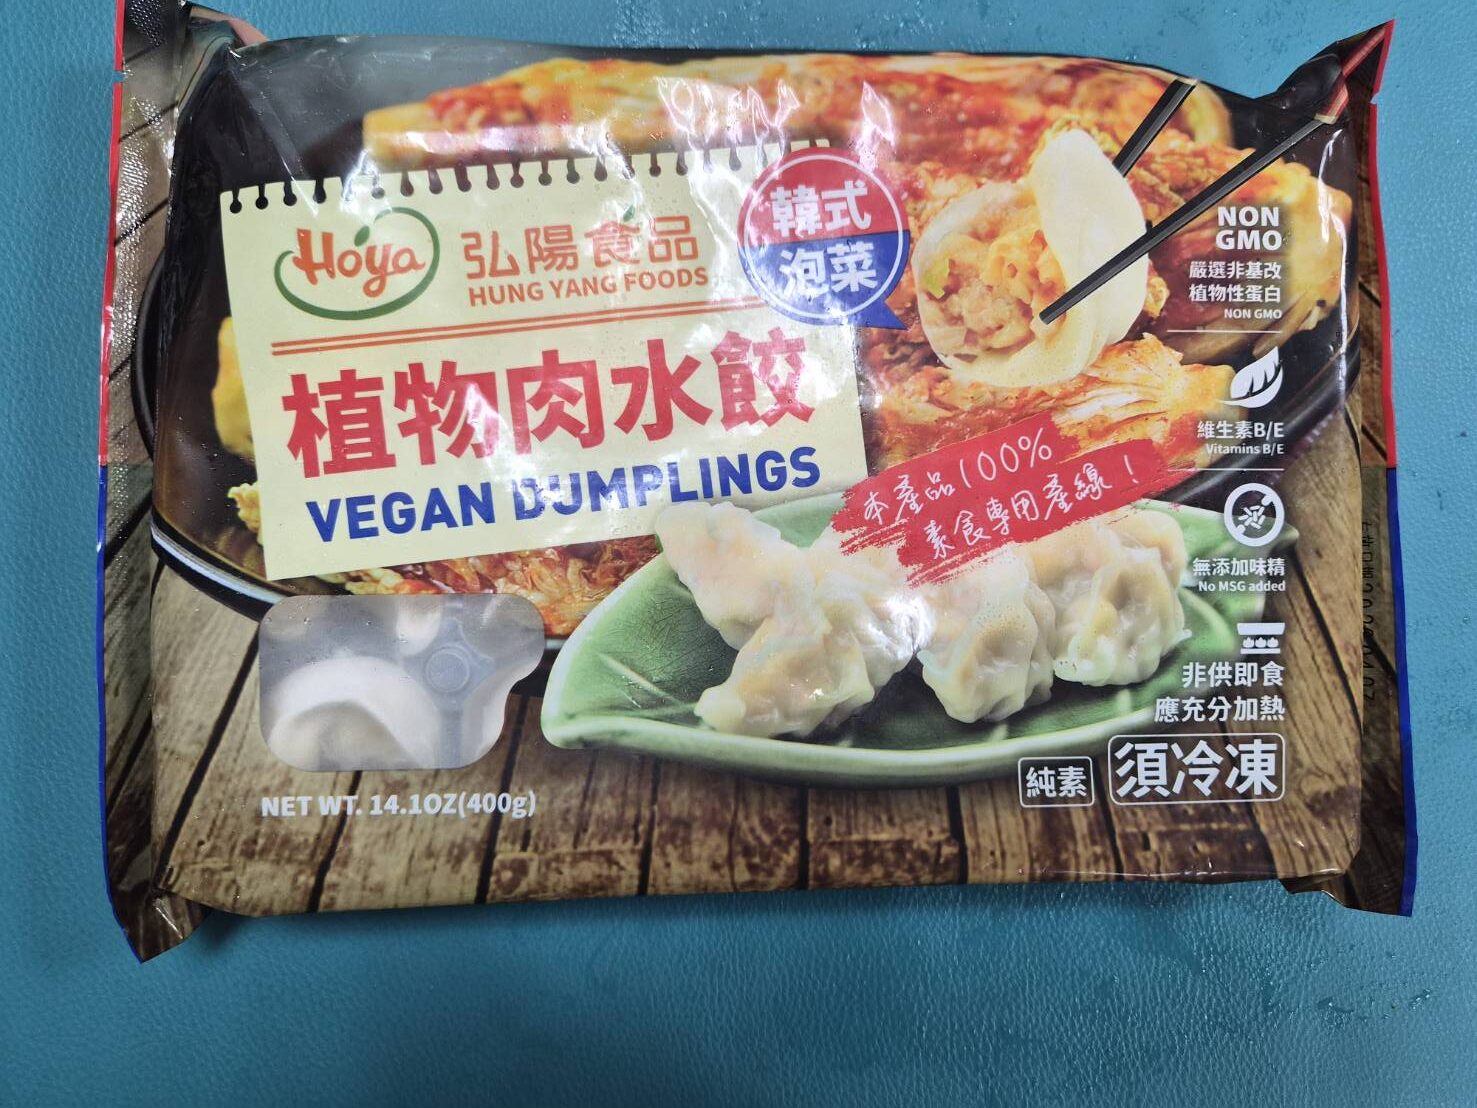 Hoya
弘陽食品
HUNG YANG FOODS
韓式
泡菜
植物肉水餃
VEGAN DUMPLINGS
本產品100%
素食專用產線！
NON
GMO
嚴選非基改
植物性蛋白
NON GMO
維生素B/E
Vitamins B/E
無添加味精
No MSG added
非供即食
應充分加熱
純素
須冷凍
NET WT. 14.1OZ(400g)